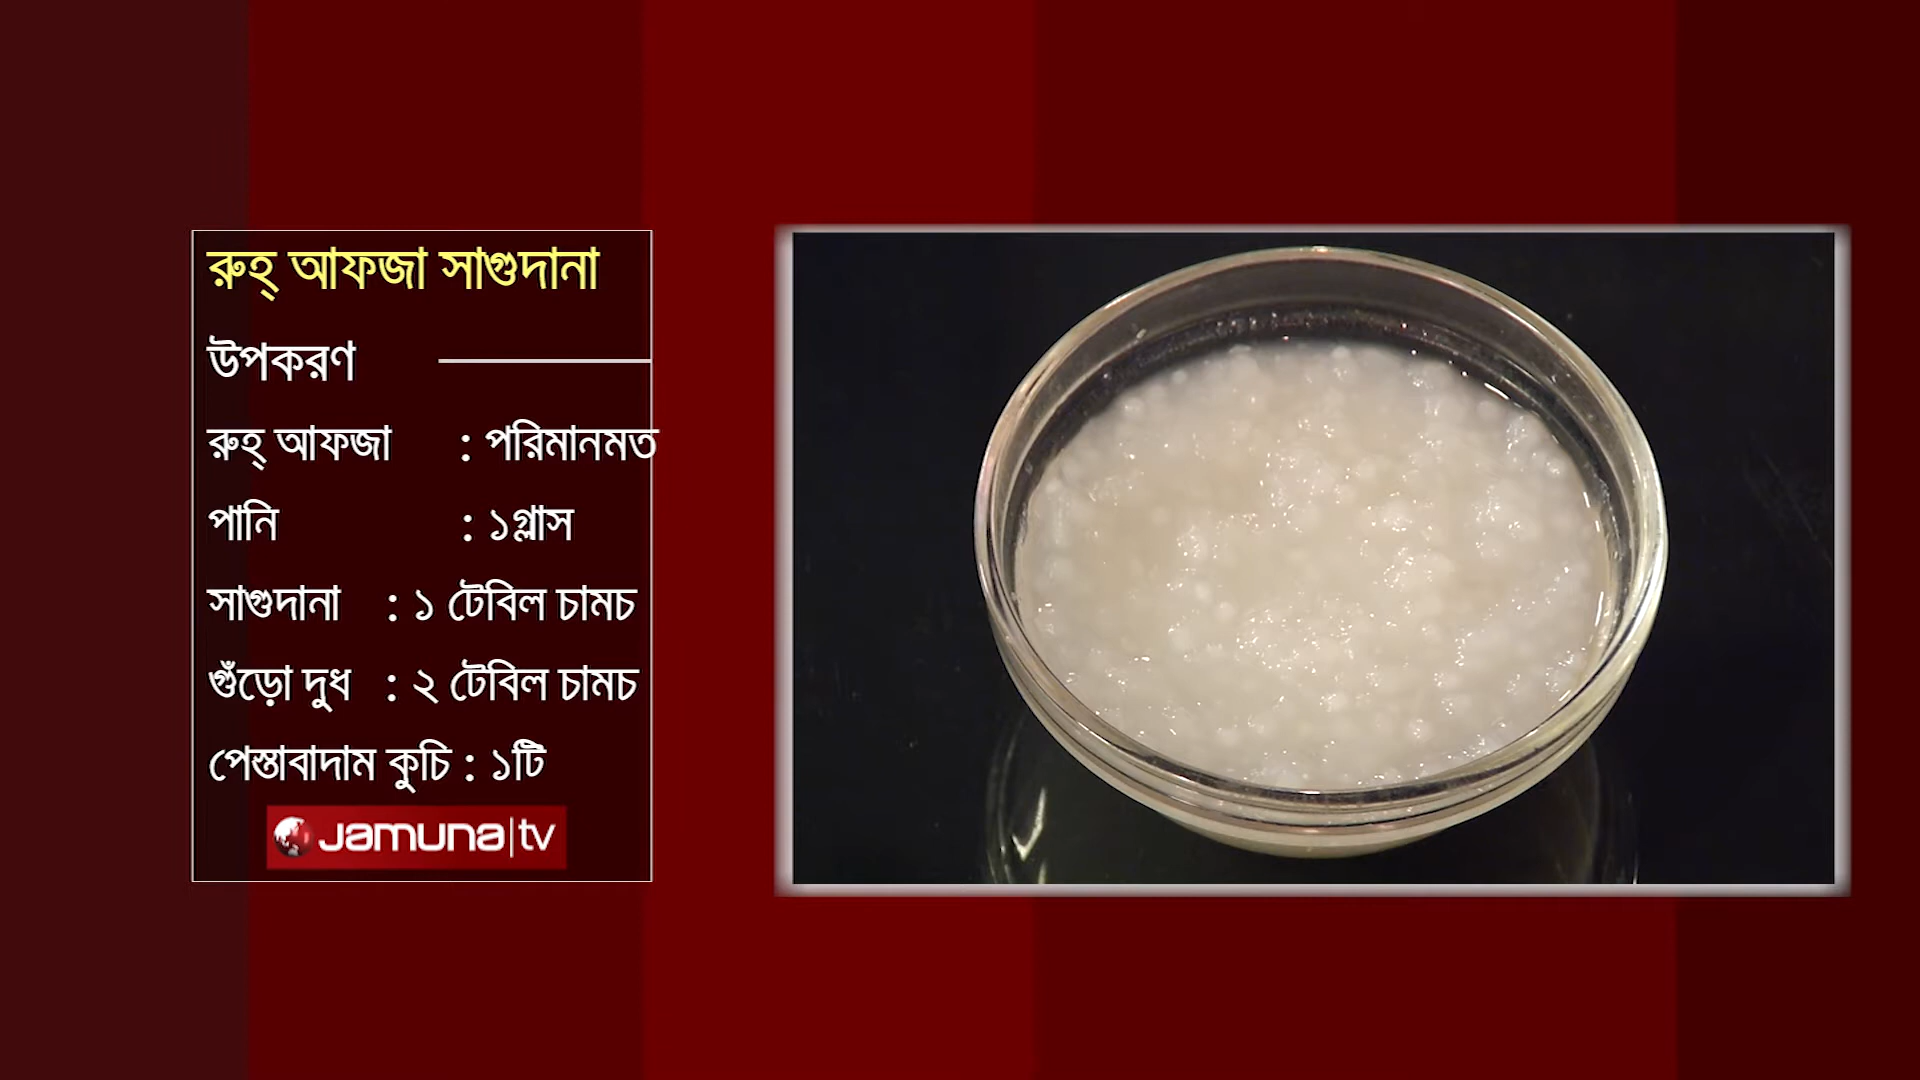 রুহ্ আফজা সাগুদানা
উপকরণ
রুহ্ আফজা : পরিমানমত
পানি : ১গ্লাস
সাগুদানা : ১ টেবিল চামচ
গুঁড়ো দুধ : ২ টেবিল চামচ
পেস্তাবাদাম কুচি : ১টি
Jamuna|tv